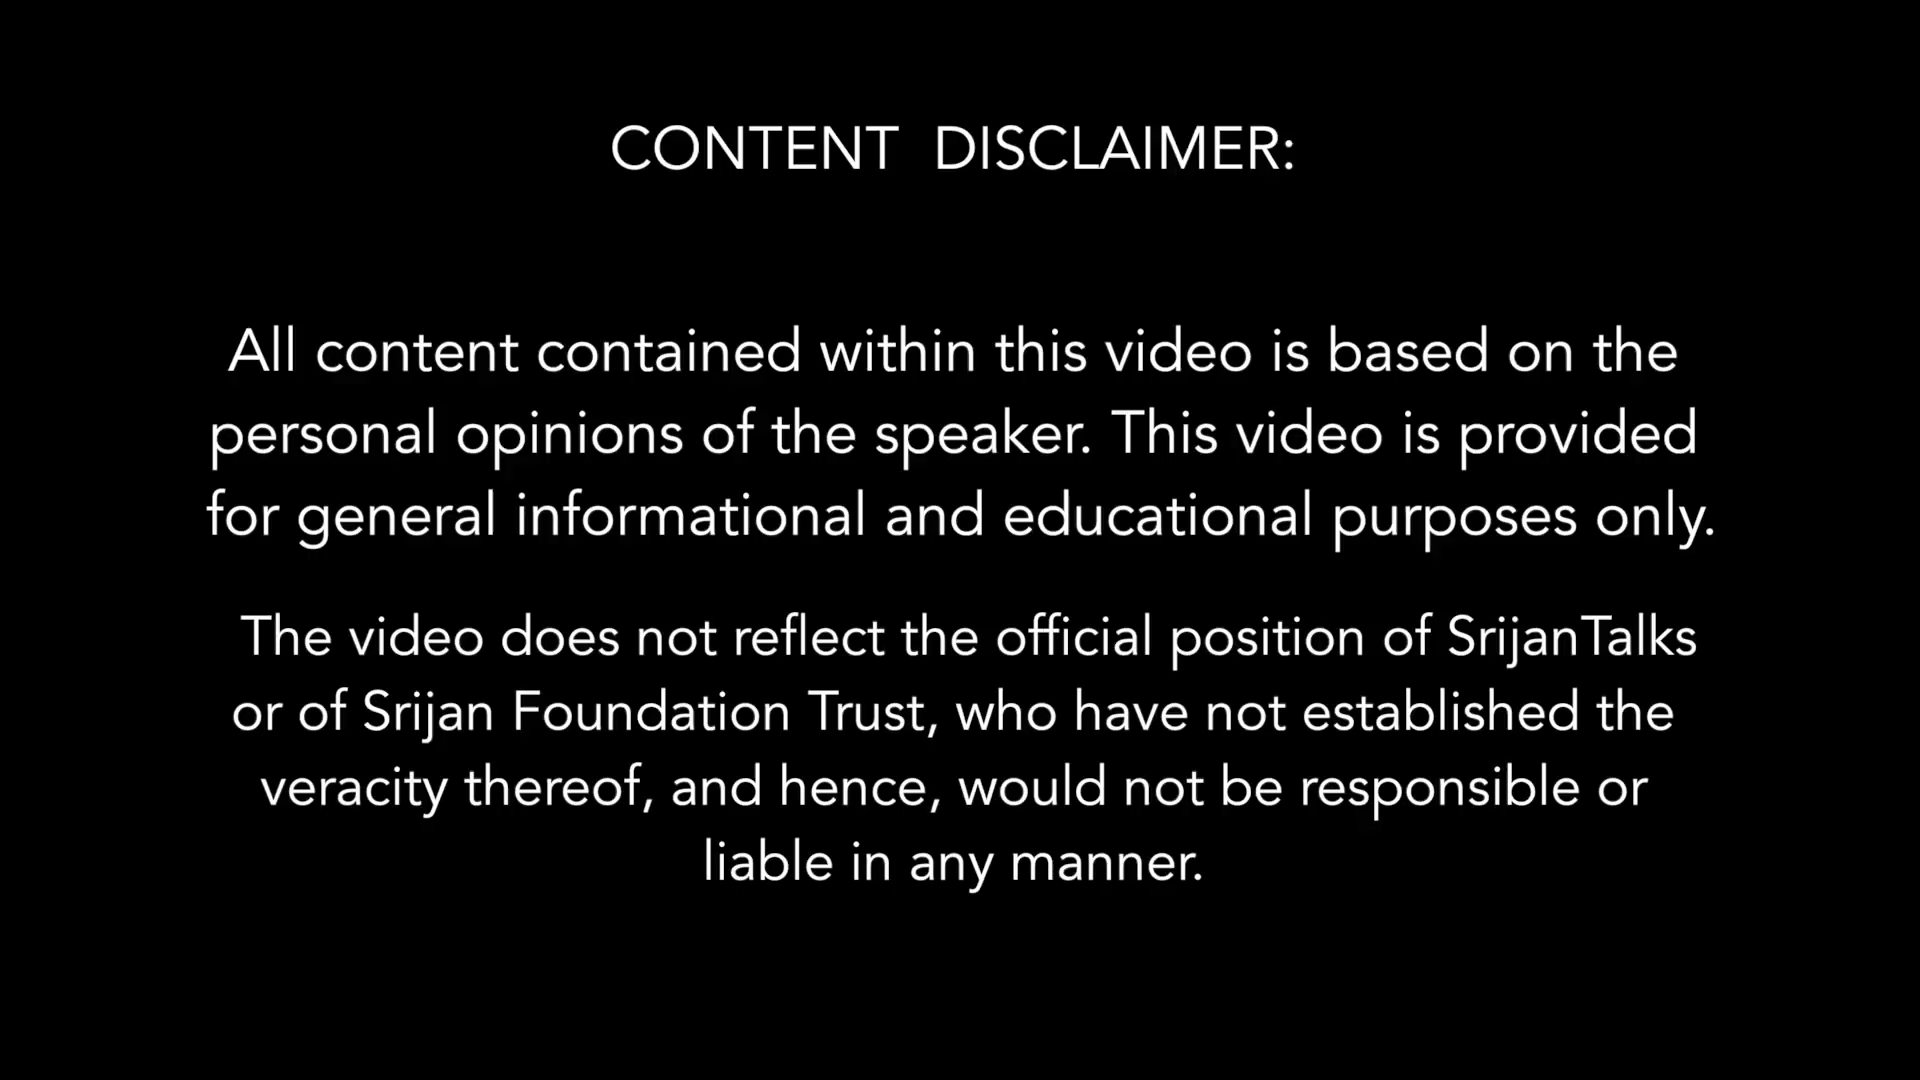 CONTENT DISCLAIMER:
All content contained within this video is based on the
personal opinions of the speaker. This video is provided
for general informational and educational purposes only.
The video does not reflect the official position of SrijanTalks
or of Srijan Foundation Trust, who have not established the
veracity thereof, and hence, would not be responsible or
liable in any manner.